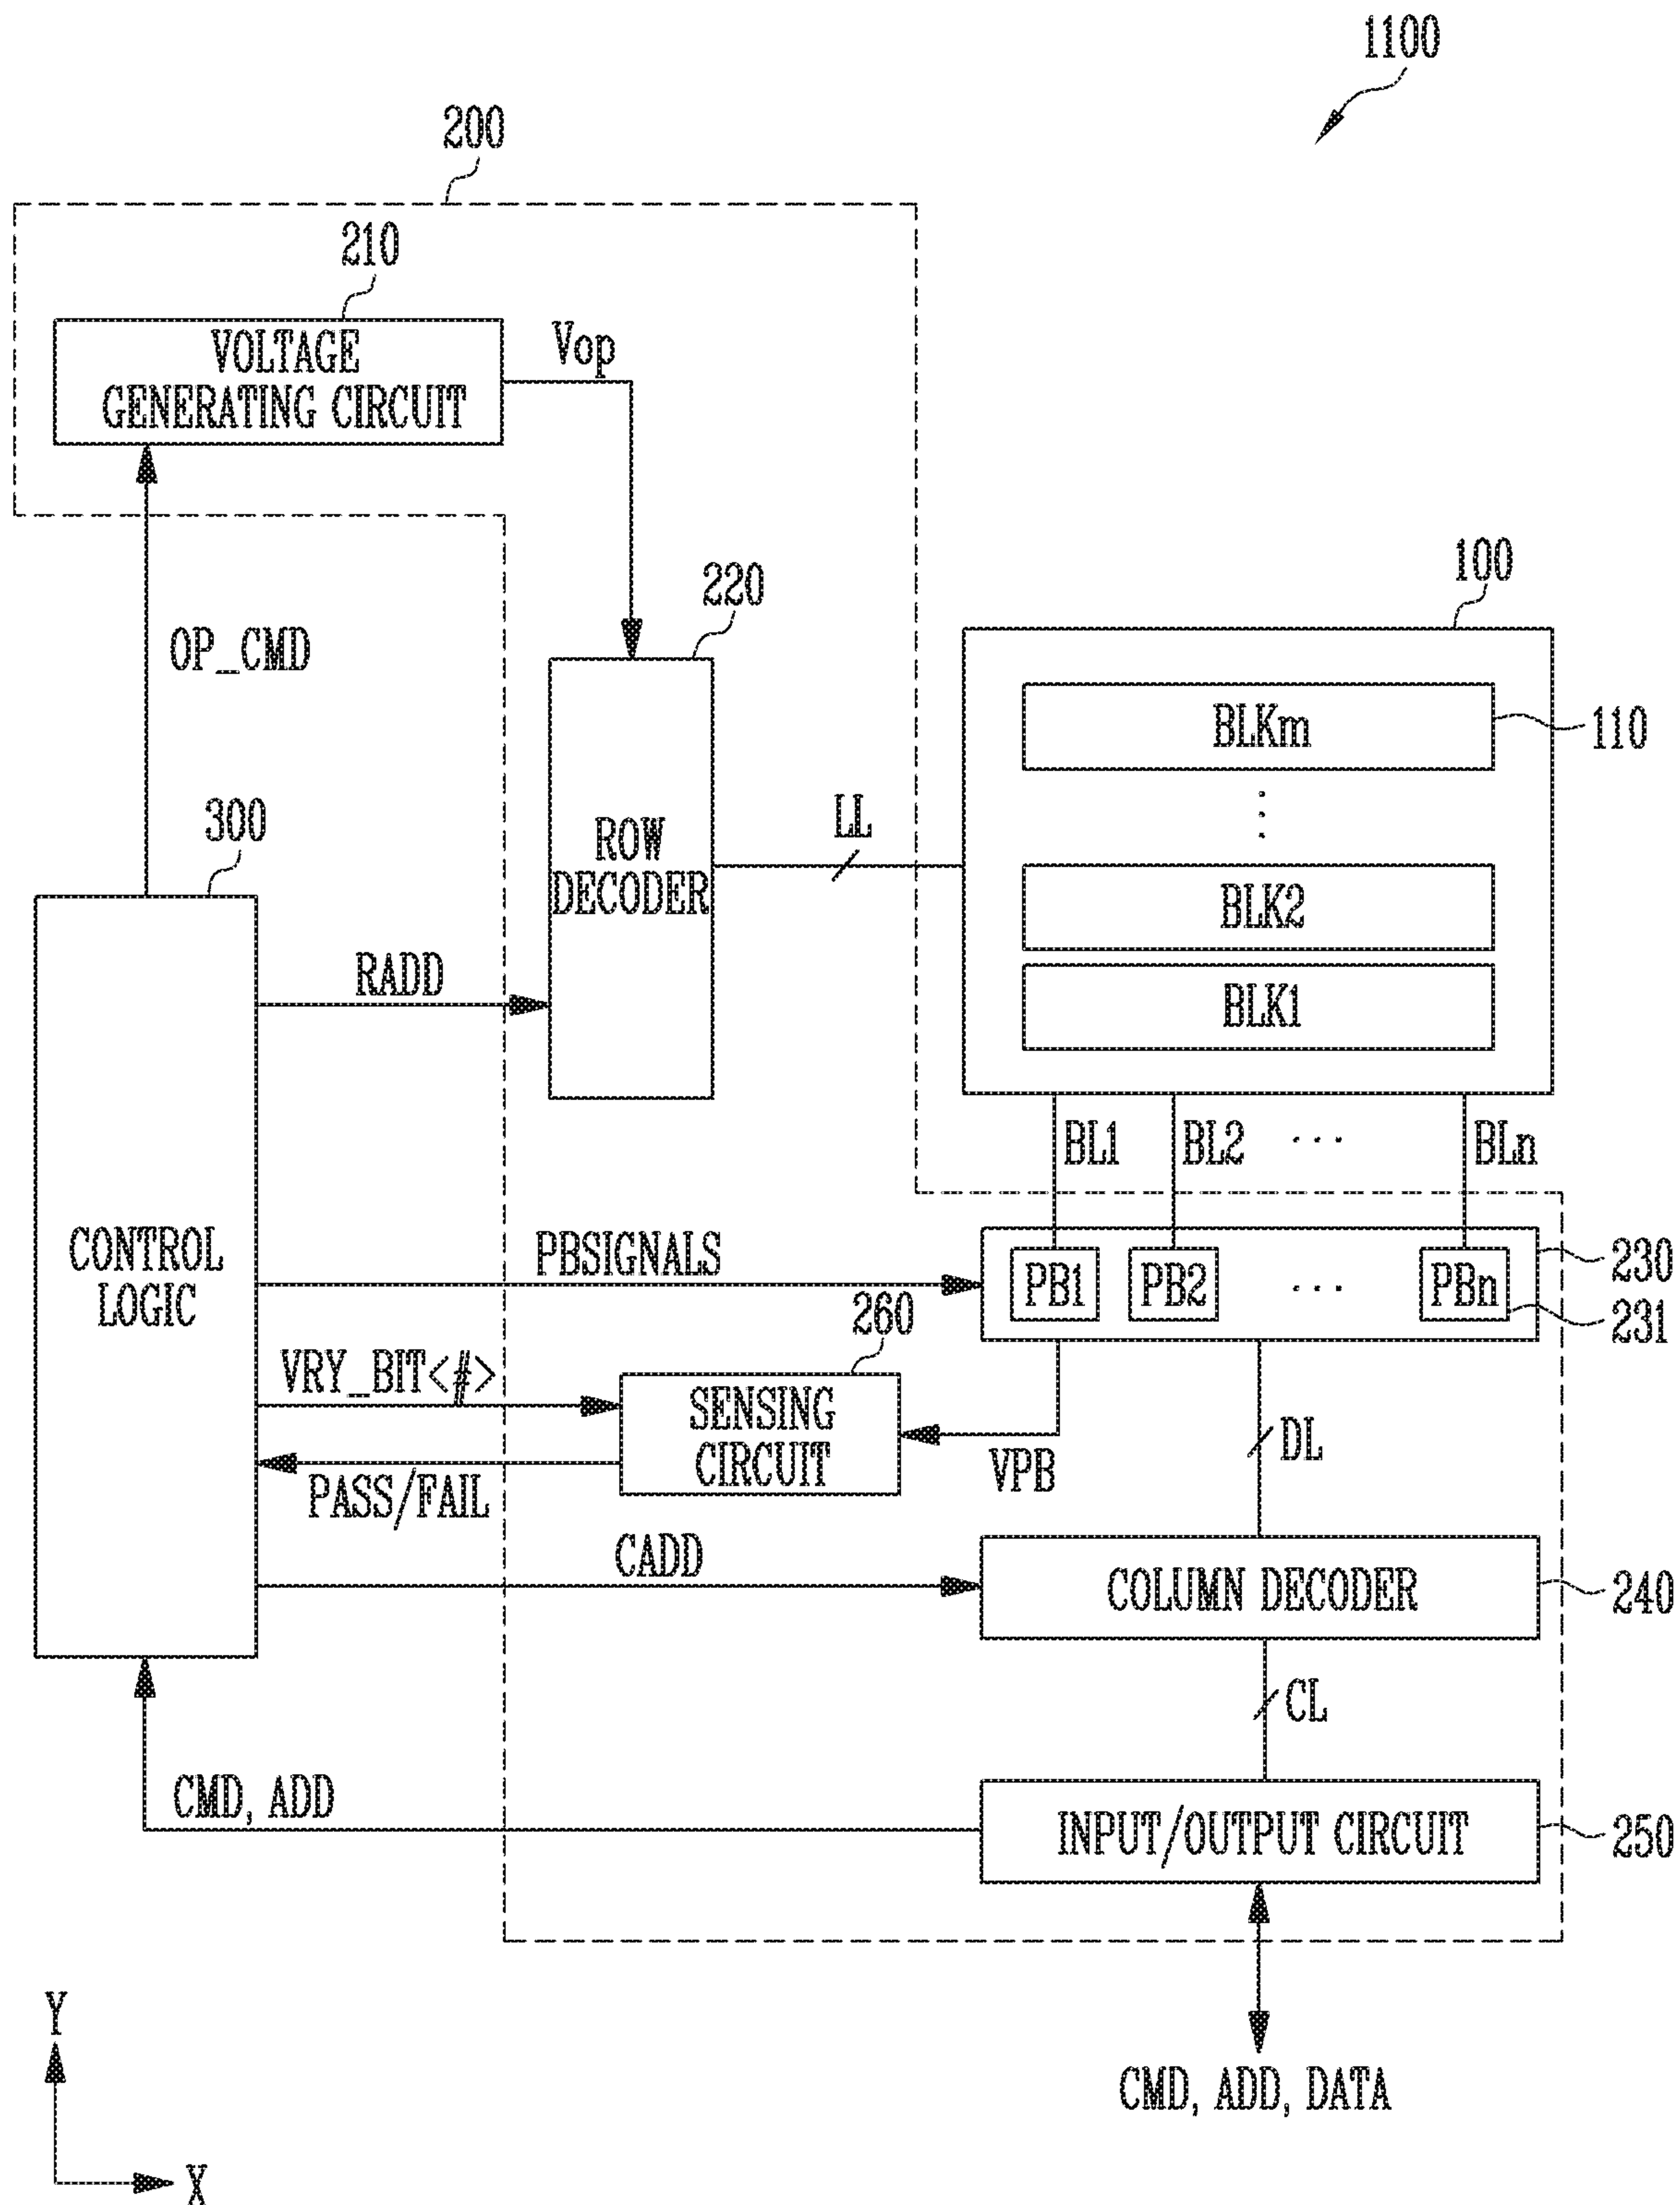 1100
200
210
VOLTAGE
GENERATING CIRCUIT
Vop
OP_CMD
220
ROW
DECODER
100
BLKm
110
LL
BLK2
BLK1
300
CONTROL
LOGIC
RADD
BL1
BL2
...
BLn
PBSIGNALS
PB1
PB2
...
PBn
230
231
260
VRY_BIT<#>
SENSING
CIRCUIT
PASS/FAIL
VPB
DL
CADD
COLUMN DECODER
240
CL
CMD, ADD
INPUT/OUTPUT CIRCUIT
250
CMD, ADD, DATA
Y
X